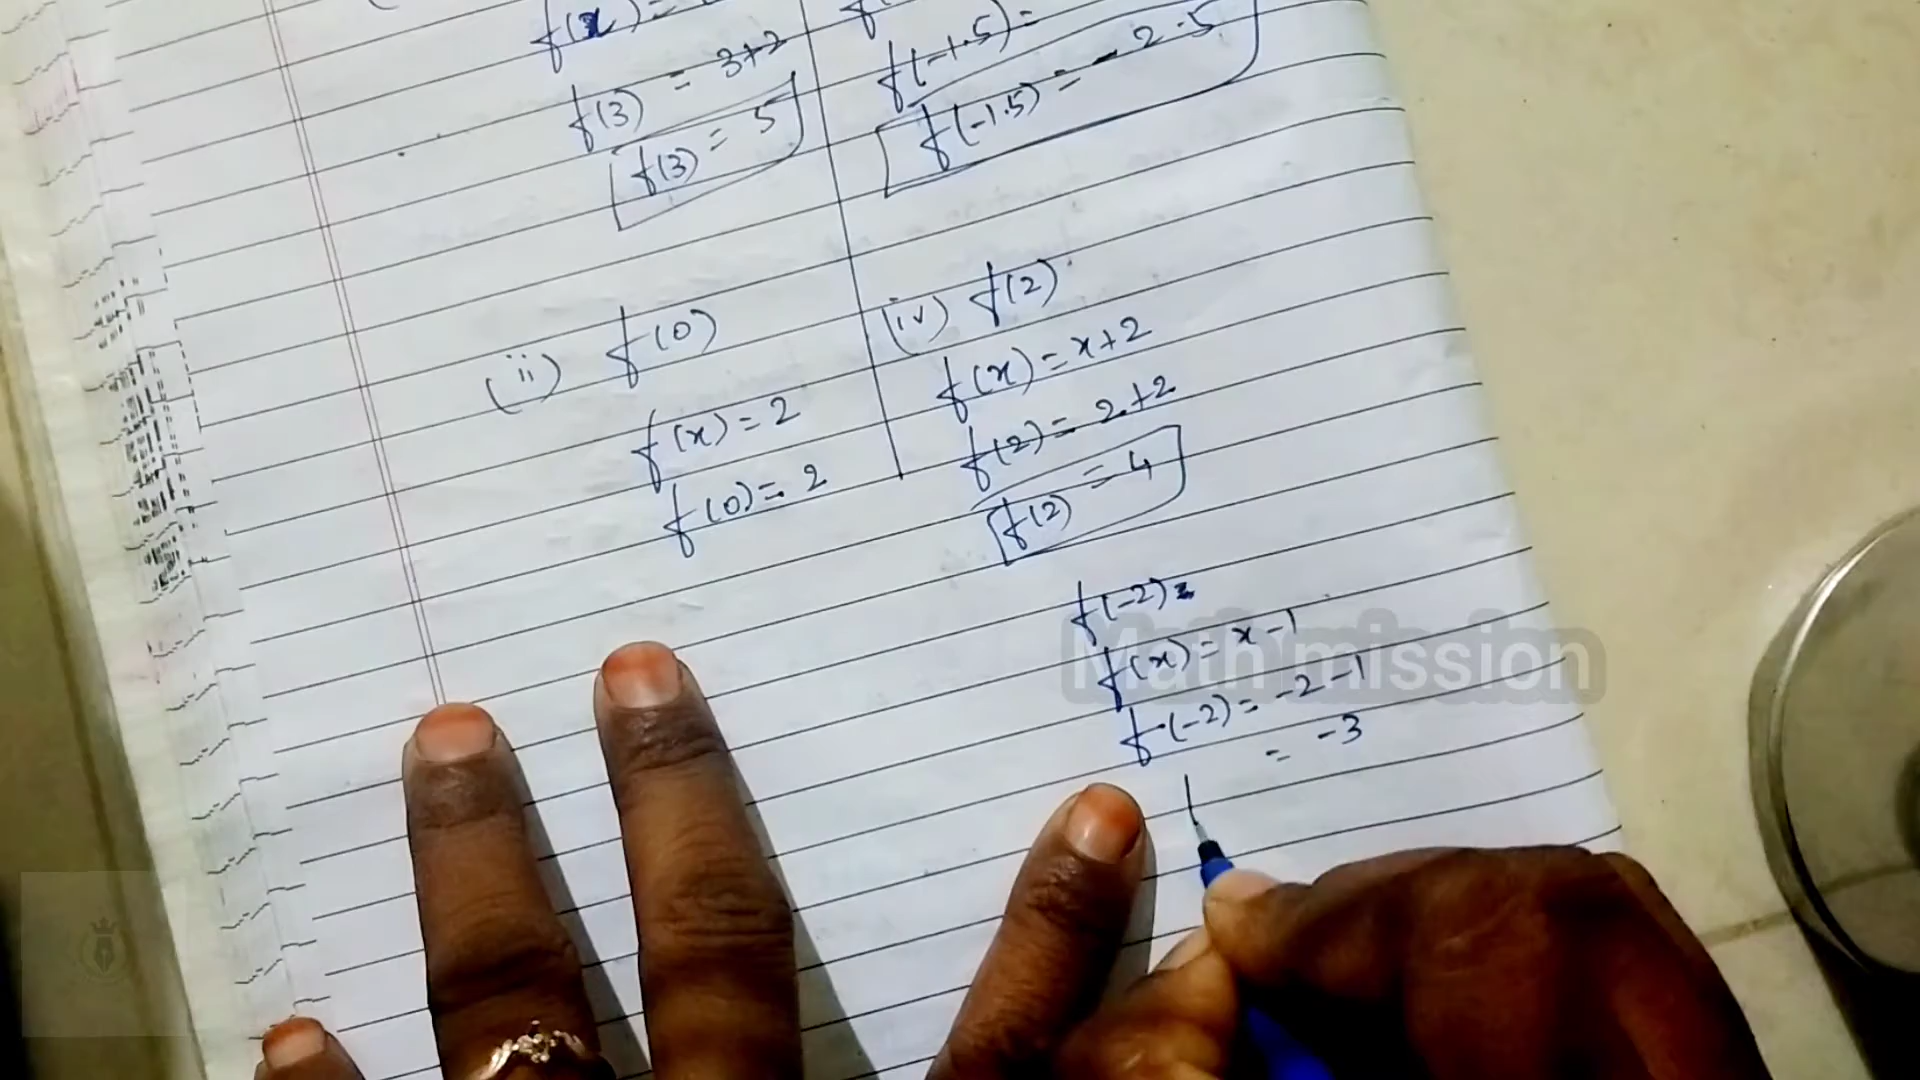 f(x) =
f(3) = 3+2
f(3) = 5
f(-1.5) =
f(-1.5) = -2.5
(ii) f(0)
f(x) = 2
f(0) = 2
(iv) f(2)
f(x) = x+2
f(2) = 2+2
f(2) = 4
f(-2) =
f(x) = x-1
f(-2) = -2-1
= -3
Math mission